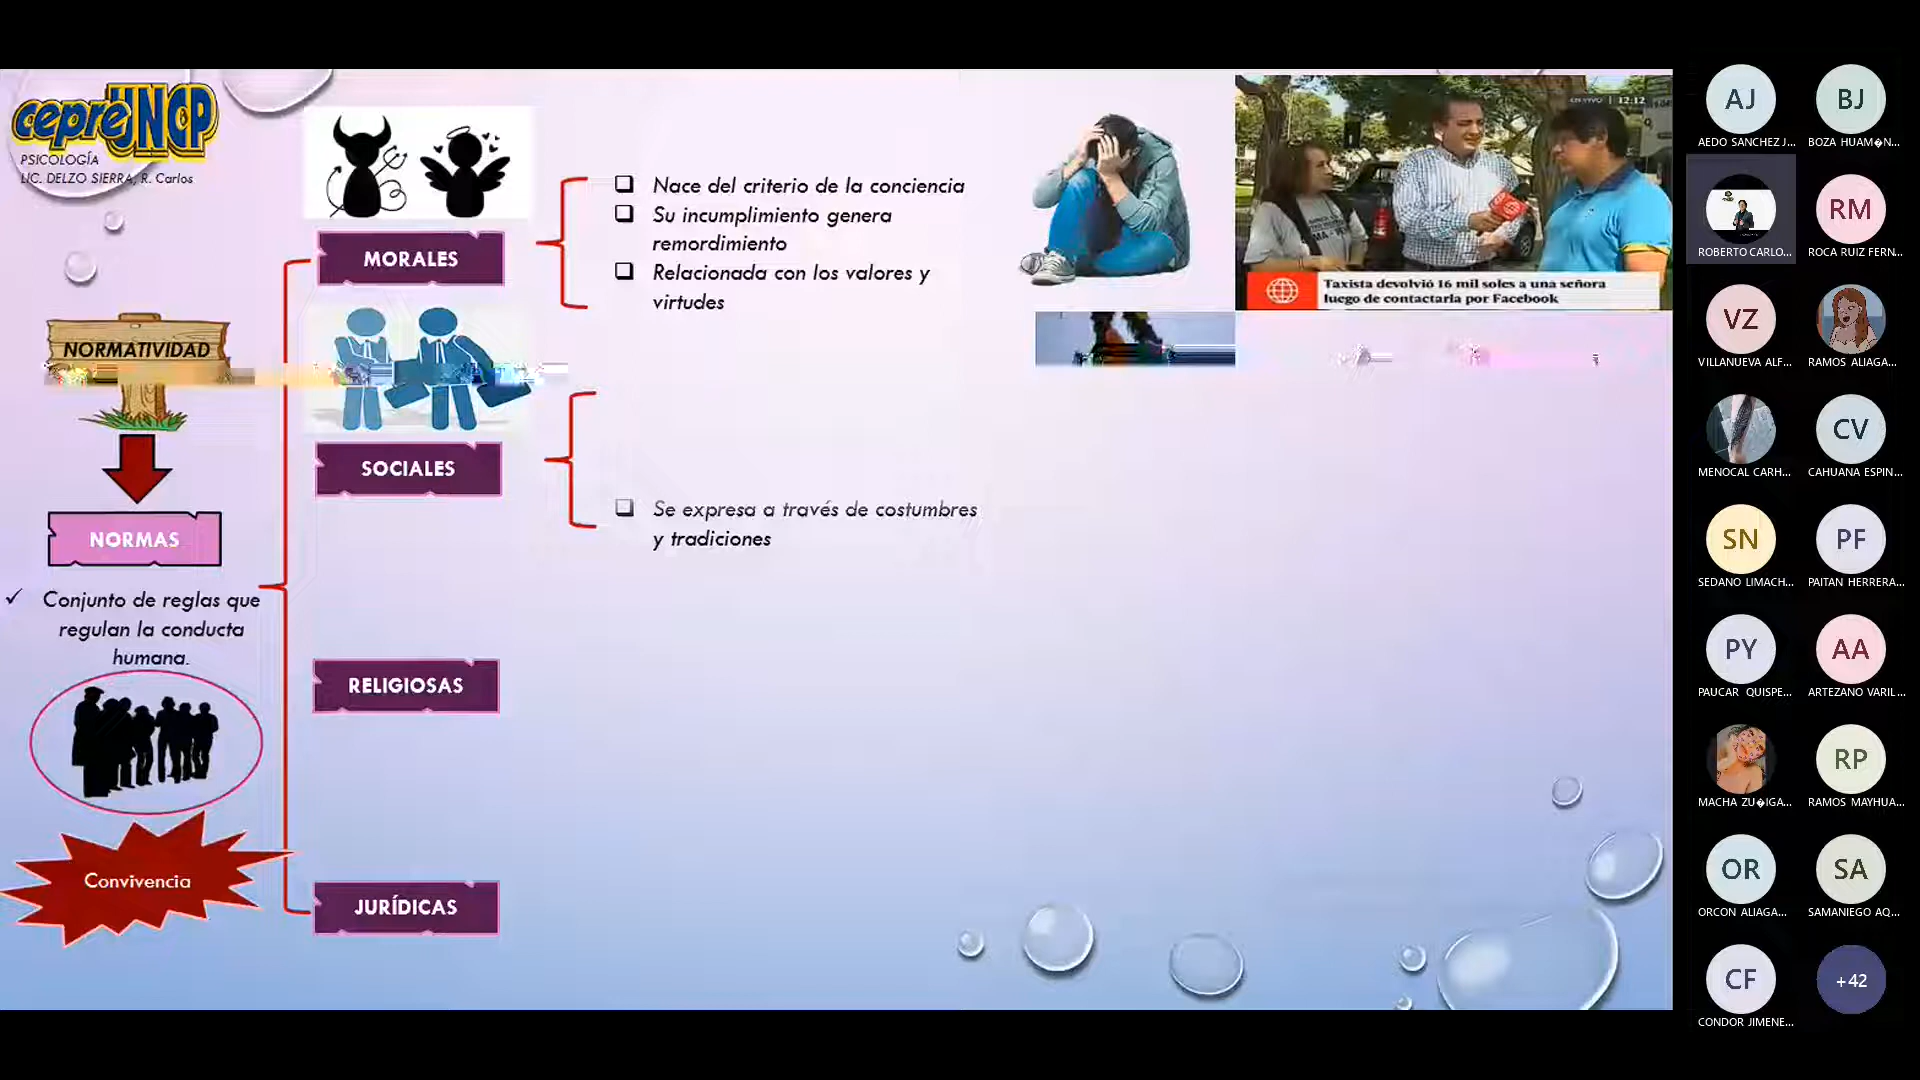 cepreUNCP
PSICOLOGÍA
LIC. DELZO SIERRA, R. Carlos
NORMATIVIDAD
NORMAS
✓ Conjunto de reglas que
regulan la conducta
humana.
Convivencia
MORALES
❑ Nace del criterio de la conciencia
❑ Su incumplimiento genera
remordimiento
❑ Relacionada con los valores y
virtudes
EN VIVO | 12:12
Taxista devolvió 16 mil soles a una señora
luego de contactarla por Facebook
SOCIALES
❑ Se expresa a través de costumbres
y tradiciones
RELIGIOSAS
JURÍDICAS
AJ
AEDO SANCHEZ J...
BJ
BOZA HUAM�N...
ROBERTO CARLO...
RM
ROCA RUIZ FERN...
VZ
VILLANUEVA ALF...
RAMOS ALIAGA...
MENOCAL CARH...
CV
CAHUANA ESPIN...
SN
SEDANO LIMACH...
PF
PAITAN HERRERA...
PY
PAUCAR QUISPE...
AA
ARTEZANO VARIL...
MACHA ZU�IGA...
RP
RAMOS MAYHUA...
OR
ORCON ALIAGA...
SA
SAMANIEGO AQ...
CF
CONDOR JIMENE...
+42